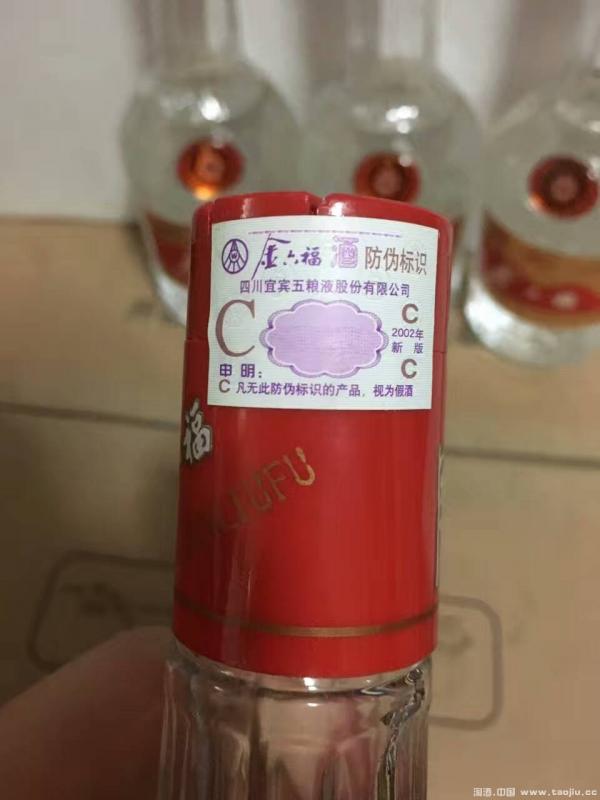 金六福酒防伪标识
四川宜宾五粮液股份有限公司
C
C
2002年
新版
C
申明:
C 凡无此防伪标识的产品，视为假酒
福
LIUFU
淘酒.中国 www.taojiu.cc